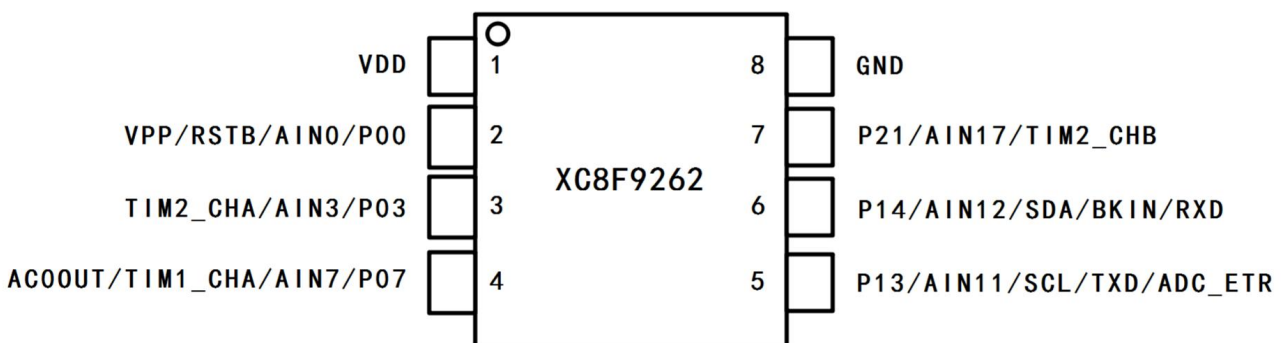 VDD 1 8 GND
VPP/RSTB/AIN0/P00 2 7 P21/AIN17/TIM2_CHB
XC8F9262
TIM2_CHA/AIN3/P03 3 6 P14/AIN12/SDA/BKIN/RXD
ACOOUT/TIM1_CHA/AIN7/P07 4 5 P13/AIN11/SCL/TXD/ADC_ETR